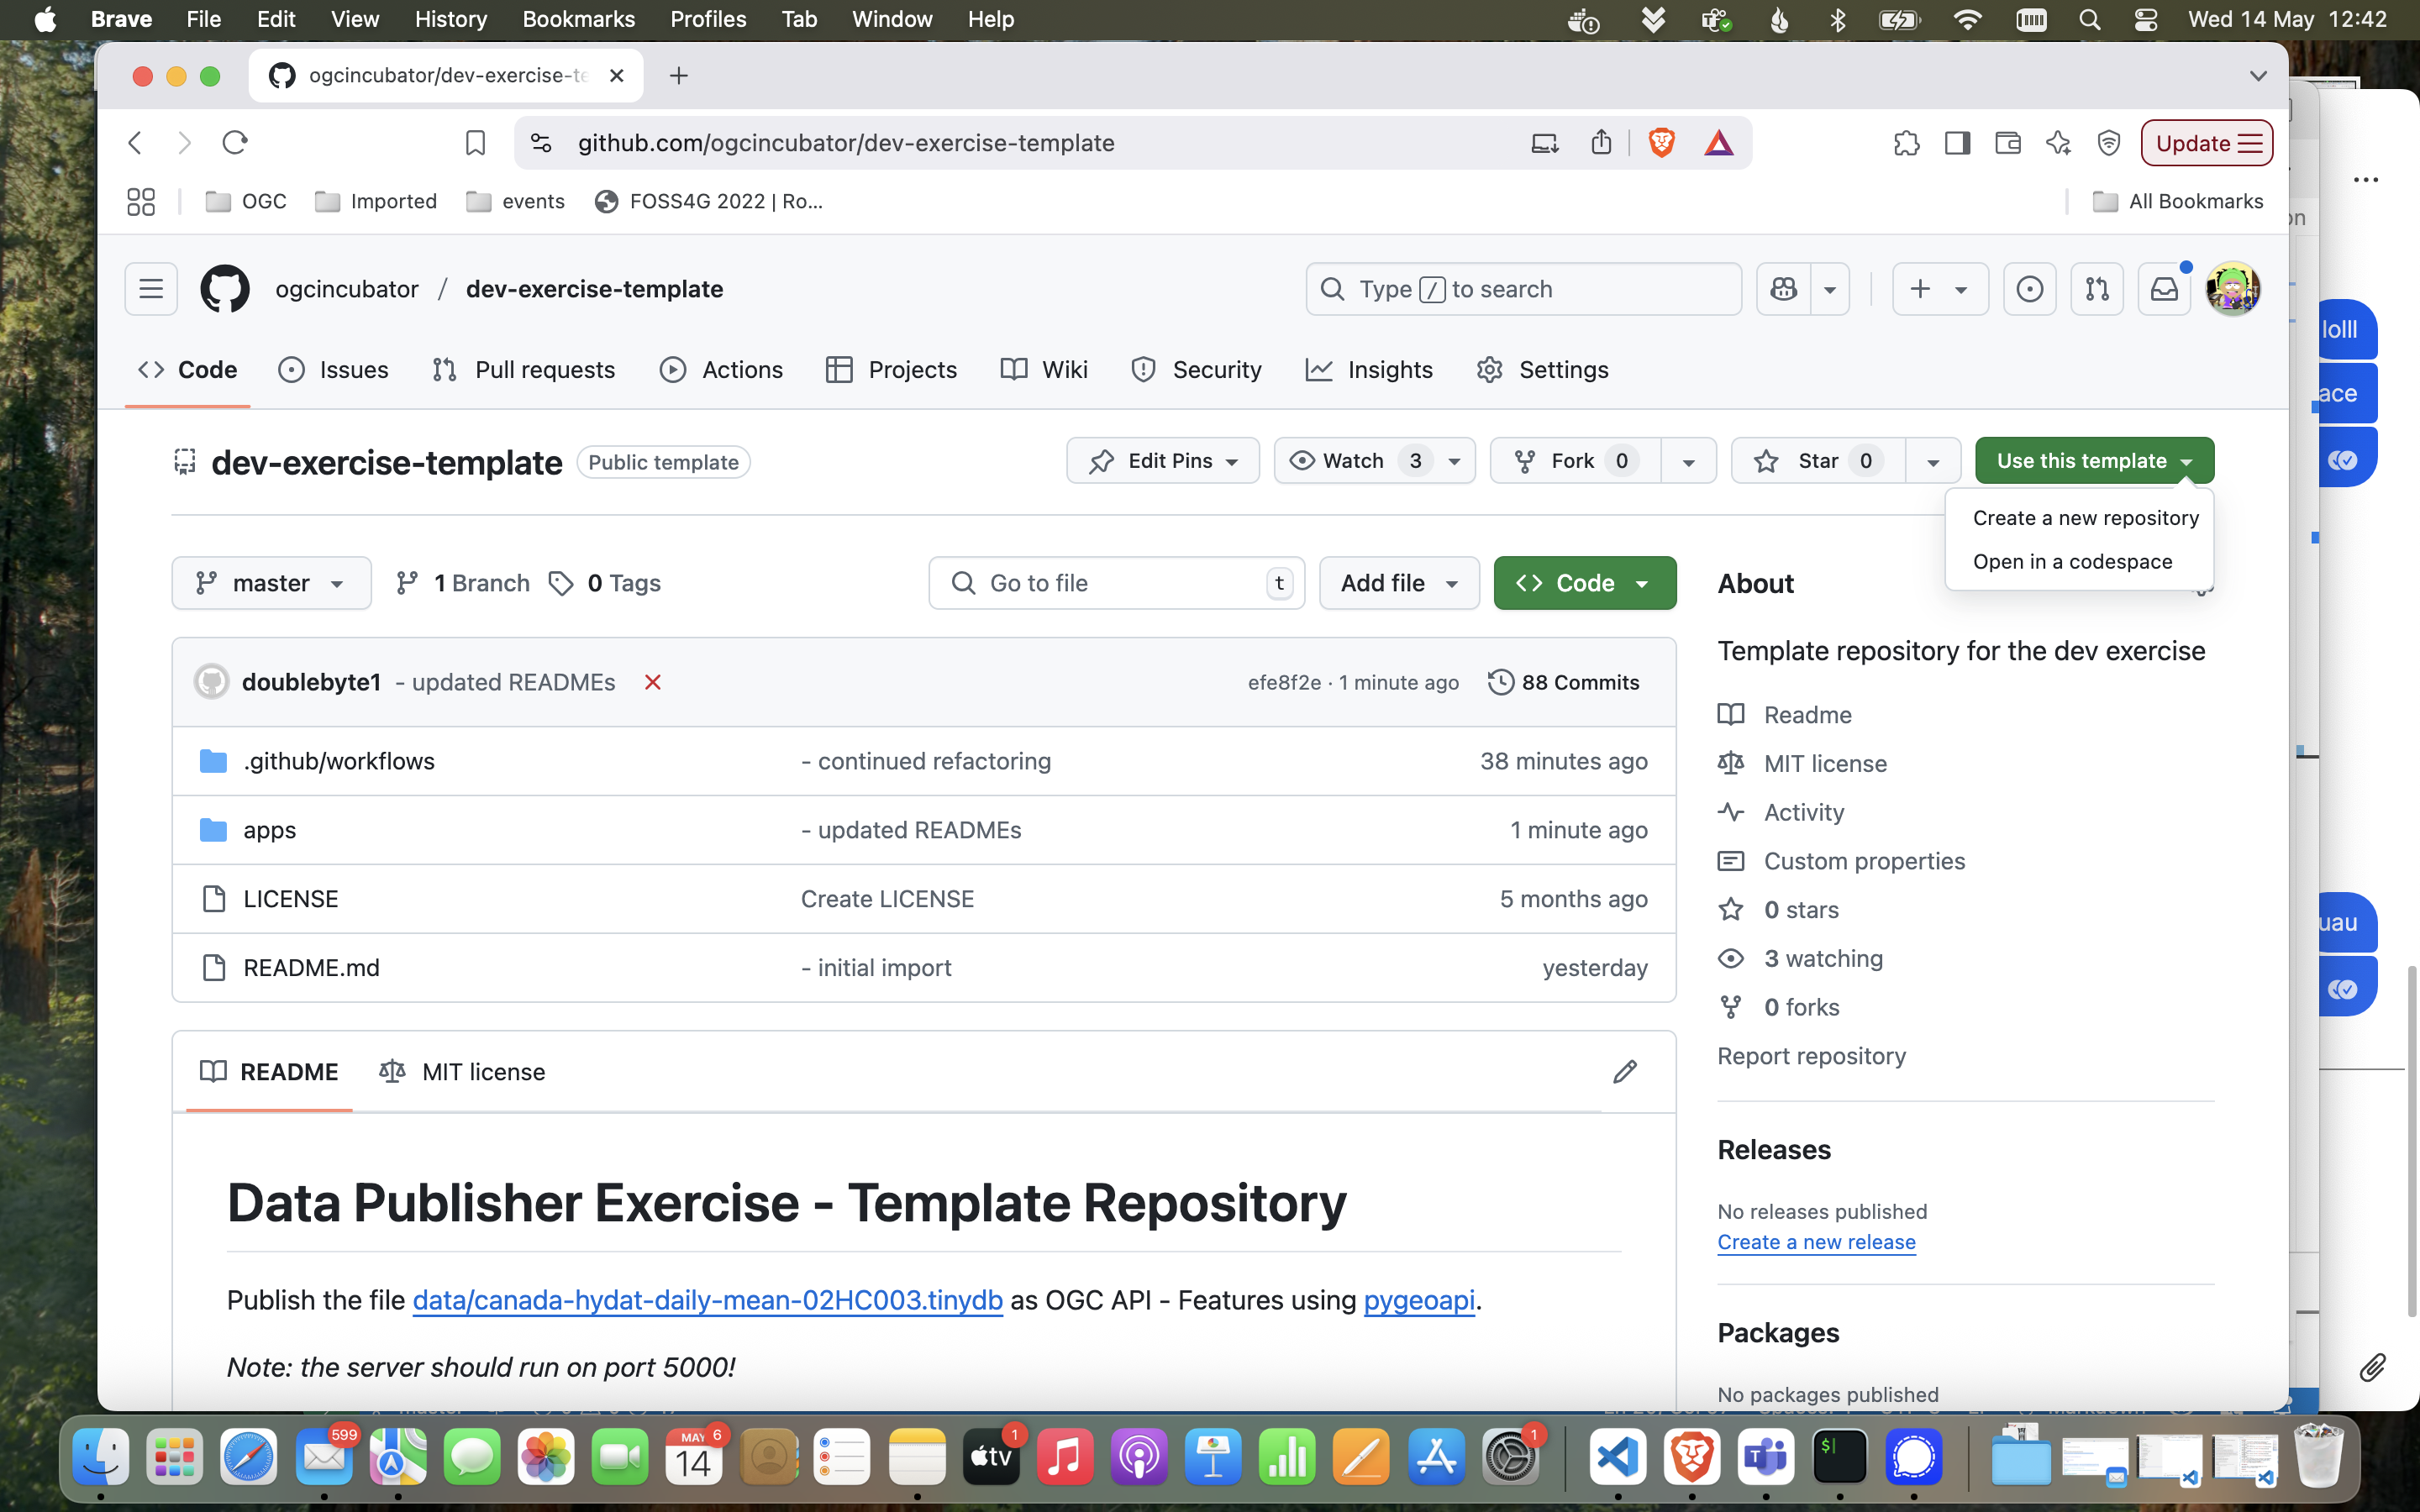 Brave File Edit View History Bookmarks Profiles Tab Window Help Wed 14 May 12:42
ogcincubator/dev-exercise-te
github.com/ogcincubator/dev-exercise-template Update
OGC Imported events FOSS4G 2022 | Ro... All Bookmarks
ogcincubator / dev-exercise-template Type / to search
Code Issues Pull requests Actions Projects Wiki Security Insights Settings
dev-exercise-template Public template Edit Pins Watch 3 Fork 0 Star 0 Use this template
Create a new repository
Open in a codespace
master 1 Branch 0 Tags Go to file t Add file Code
doublebyte1 - updated READMEs efe8f2e · 1 minute ago 88 Commits
.github/workflows - continued refactoring 38 minutes ago
apps - updated READMEs 1 minute ago
LICENSE Create LICENSE 5 months ago
README.md - initial import yesterday
README MIT license
Data Publisher Exercise - Template Repository
Publish the file data/canada-hydat-daily-mean-02HC003.tinydb as OGC API - Features using pygeoapi.
Note: the server should run on port 5000!
About
Template repository for the dev exercise
Readme
MIT license
Activity
Custom properties
0 stars
3 watching
0 forks
Report repository
Releases
No releases published
Create a new release
Packages
No packages published
lolll
ace
uau
599
MAY 6
14
tv 1
1
$